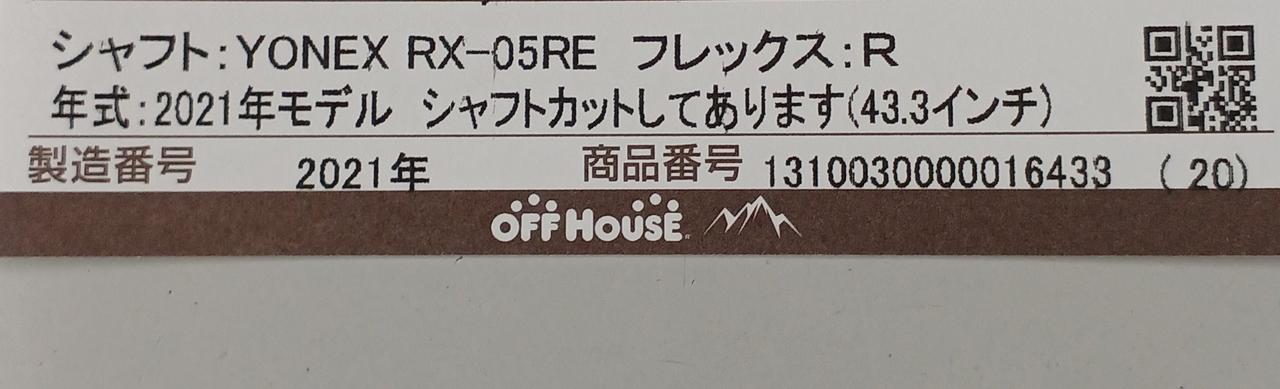 シャフト:YONEX RX-05RE フレックス:R
年式:2021年モデル シャフトカットしてあります(43.3インチ)
製造番号 2021年 商品番号 1310030000016433 (20)
OFF HOUSE